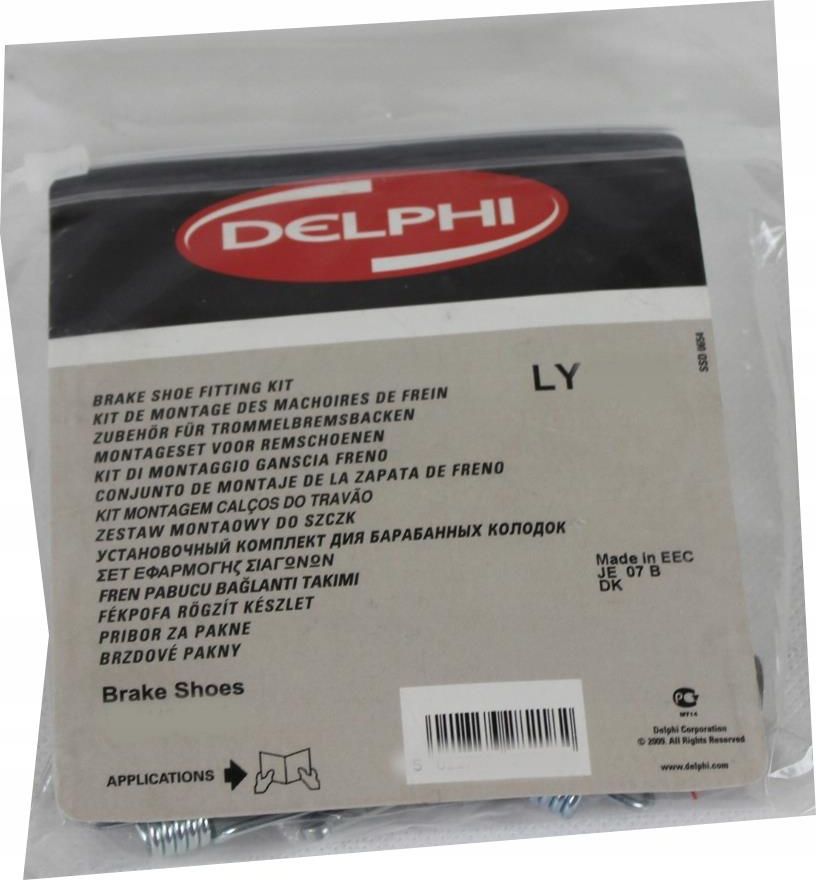 DELPHI
LY
SSD 0654
BRAKE SHOE FITTING KIT
KIT DE MONTAGE DES MACHOIRES DE FREIN
ZUBEHÖR FÜR TROMMELBREMSBACKEN
MONTAGESET VOOR REMSCHOENEN
KIT DI MONTAGGIO GANSCIA FRENO
CONJUNTO DE MONTAJE DE LA ZAPATA DE FRENO
KIT MONTAGEM CALÇOS DO TRAVÃO
ZESTAW MONTAOWY DO SZCZK
УСТАНОВОЧНЫЙ КОМПЛЕКТ ДИЯ БАРАБАННЫХ КОЛОДОК
ΣΕΤ ΕΦΑΡΜΟΓΗς ΣΙΑΓΩΝΩΝ
FREN PABUCU BAĞLANTI TAKIMI
FÉKPOFA RÖGZÍT KÉSZLET
PRIBOR ZA PAKNE
BRZDOVÉ PAKNY
Made in EEC
JE 07 B
DK
Brake Shoes
APPLICATIONS
Delphi Corporation
© 2009. All Rights Reserved
www.delphi.com